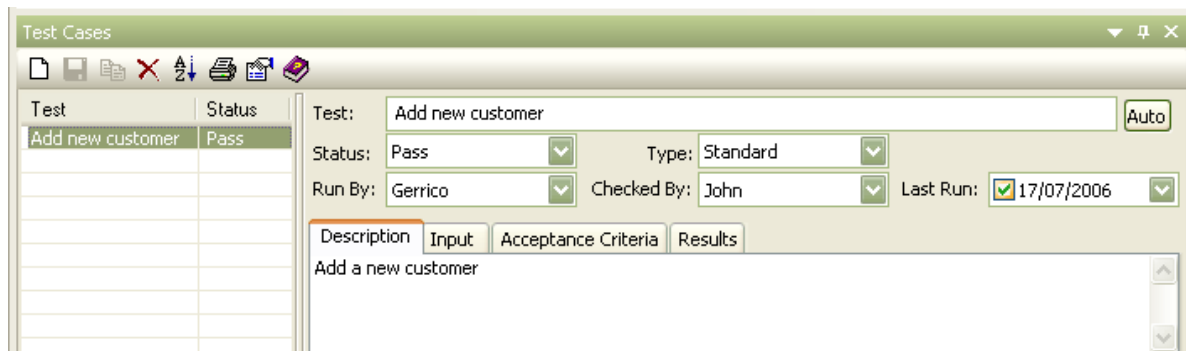 Test Cases
Test Status
Add new customer Pass
Test: Add new customer Auto
Status: Pass Type: Standard
Run By: Gerrico Checked By: John Last Run: 17/07/2006
Description Input Acceptance Criteria Results
Add a new customer